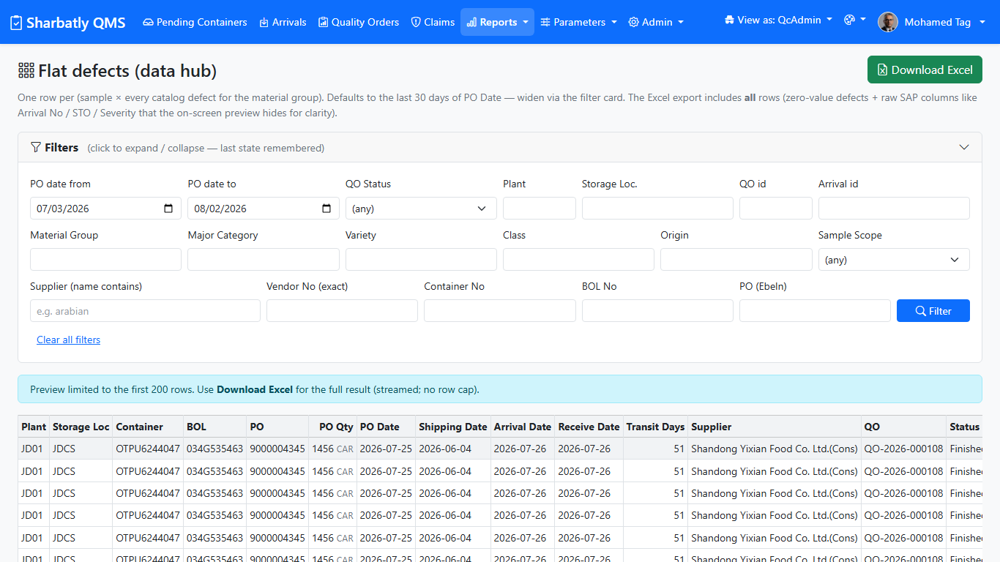 Sharbatly QMS Pending Containers Arrivals Quality Orders Claims Reports Parameters Admin View as: QcAdmin Mohamed Tag
Flat defects (data hub)
Download Excel
One row per (sample × every catalog defect for the material group). Defaults to the last 30 days of PO Date — widen via the filter card. The Excel export includes all rows (zero-value defects + raw SAP columns like
Arrival No / STO / Severity that the on-screen preview hides for clarity).
Filters (click to expand / collapse — last state remembered)
PO date from PO date to QO Status Plant Storage Loc. QO id Arrival id
07/03/2026 08/02/2026 (any)
Material Group Major Category Variety Class Origin Sample Scope
(any)
Supplier (name contains) Vendor No (exact) Container No BOL No PO (Ebeln)
e.g. arabian Filter
Clear all filters
Preview limited to the first 200 rows. Use Download Excel for the full result (streamed; no row cap).
Plant Storage Loc Container BOL PO PO Qty PO Date Shipping Date Arrival Date Receive Date Transit Days Supplier QO Status
JD01 JDCS OTPU6244047 034G535463 9000004345 1456 CAR 2026-07-25 2026-06-04 2026-07-26 2026-07-26 51 Shandong Yixian Food Co. Ltd.(Cons) QO-2026-000108 Finished
JD01 JDCS OTPU6244047 034G535463 9000004345 1456 CAR 2026-07-25 2026-06-04 2026-07-26 2026-07-26 51 Shandong Yixian Food Co. Ltd.(Cons) QO-2026-000108 Finished
JD01 JDCS OTPU6244047 034G535463 9000004345 1456 CAR 2026-07-25 2026-06-04 2026-07-26 2026-07-26 51 Shandong Yixian Food Co. Ltd.(Cons) QO-2026-000108 Finished
JD01 JDCS OTPU6244047 034G535463 9000004345 1456 CAR 2026-07-25 2026-06-04 2026-07-26 2026-07-26 51 Shandong Yixian Food Co. Ltd.(Cons) QO-2026-000108 Finished
JD01 JDCS OTPU6244047 034G535463 9000004345 1456 CAR 2026-07-25 2026-06-04 2026-07-26 2026-07-26 51 Shandong Yixian Food Co. Ltd.(Cons) QO-2026-000108 Finished
JD01 JDCS OTPU6244047 034G535463 9000004345 1456 CAR 2026-07-25 2026-06-04 2026-07-26 2026-07-26 51 Shandong Yixian Food Co. Ltd.(Cons) QO-2026-000108 Finished